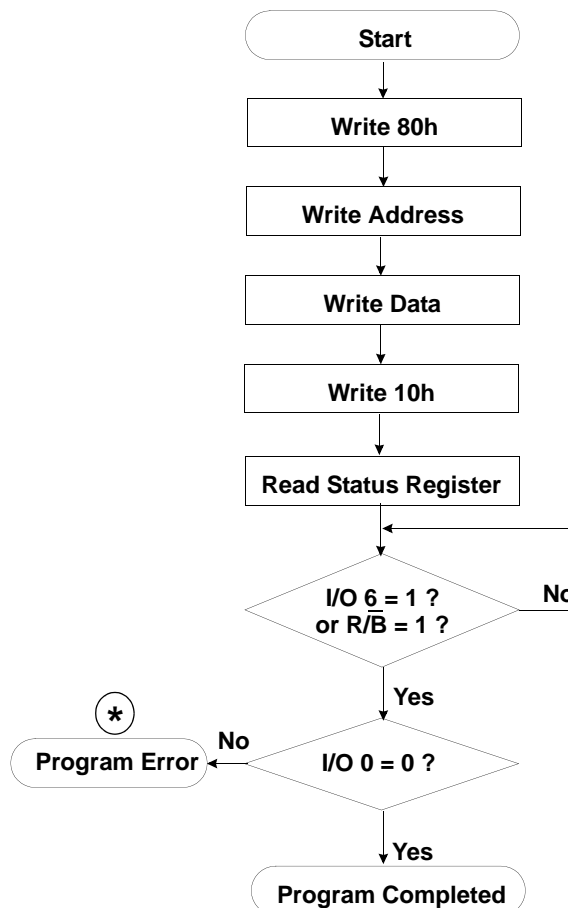 Start
Write 80h
Write Address
Write Data
Write 10h
Read Status Register
I/O 6 = 1 ?
or R/B̅ = 1 ?
No
Yes
*
No
Program Error
I/O 0 = 0 ?
Yes
Program Completed